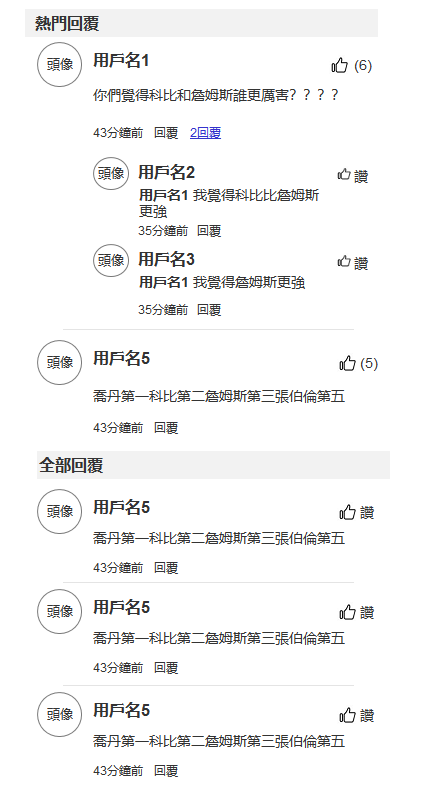 熱門回覆
頭像 用戶名1 (6)
你們覺得科比和詹姆斯誰更厲害？？？？
43分鐘前 回覆 2回覆
頭像 用戶名2 讚
用戶名1 我覺得科比比詹姆斯
更強
35分鐘前 回覆
頭像 用戶名3 讚
用戶名1 我覺得詹姆斯更強
35分鐘前 回覆
頭像 用戶名5 (5)
喬丹第一科比第二詹姆斯第三張伯倫第五
43分鐘前 回覆
全部回覆
頭像 用戶名5 讚
喬丹第一科比第二詹姆斯第三張伯倫第五
43分鐘前 回覆
頭像 用戶名5 讚
喬丹第一科比第二詹姆斯第三張伯倫第五
43分鐘前 回覆
頭像 用戶名5 讚
喬丹第一科比第二詹姆斯第三張伯倫第五
43分鐘前 回覆